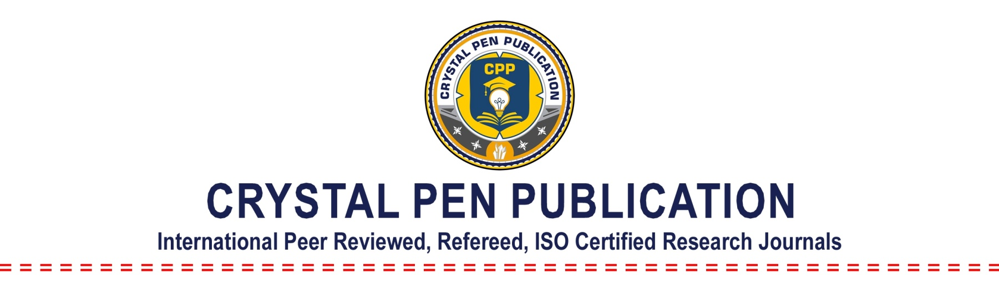 CRYSTAL PEN PUBLICATION
CPP
CRYSTAL PEN PUBLICATION
International Peer Reviewed, Refereed, ISO Certified Research Journals